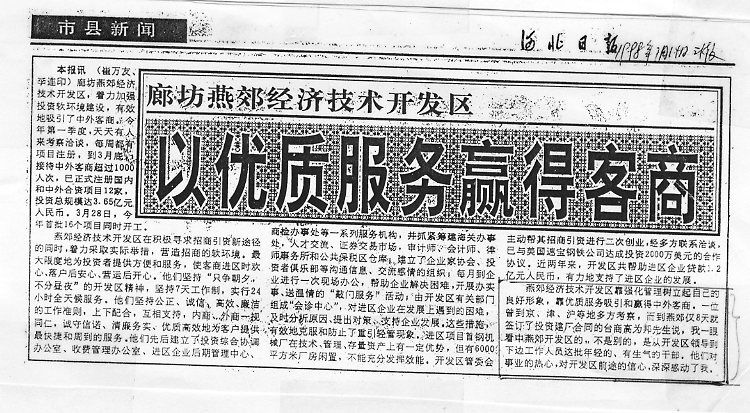 市县新闻
河北日报
廊坊燕郊经济技术开发区
以优质服务赢得客商
本报讯（崔万友、
李连印）廊坊燕郊经济
技术开发区，着力加强
投资软环境建设，有效
地吸引了中外客商。今
年第一季度，天天有人
来考察洽谈，每周都有
项目注册，到3月底已
接待中外客商超过1000
人次，已正式注册国内
和中外合资项目12家，
投资总规模达3.65亿元
人民币。3月28日，今
年首批16个项目同时开工。
燕郊经济技术开发区在积极寻求招商引资新途径
的同时，着力采取实际举措，营造招商的软环境。最
大限度地为投资者提供方便和服务，使客商进区时欢
心、落户后安心、营运后开心，他们坚持“只争朝夕，
不分昼夜”的开发区精神，坚持7天工作制，实行24
小时全天候服务。他们坚持公正、诚信、高效、廉洁
的工作准则，上下配合，互相支持，内商、外商一视
同仁，诚守信诺、清廉务实、优质高效地为客户提供
最快捷和周到的服务。他们先后建立了投资综合协调
办公室、收费管理办公室、进区企业后期管理中心、
商检办事处等一系列服务机构，并抓紧筹建海关办事
处，人才交流、证券交易市场，审计师、会计师、律
师事务所和公共保税仓库。建立了企业家协会、投
资者俱乐部等沟通信息、交流感情的组织；每月到企
业进行一次现场办公，帮助企业解决困难，开展办实
事、送温情的“敲门服务”活动；由开发区有关部门
组成“会诊中心”，对进区企业在发展上遇到的困难，
及时分析原因、提出对策、支持企业发展。这些措施，
有效地克服和防止了重引轻管现象。进区项目首钢机
械厂在技术、管理、存量资产上有一定优势，但有6000
平方米厂房闲置，不能充分发挥效能。开发区管委会
主动帮其招商引资进行二次创业，经多方联系洽谈，
已与英国瑞宝钢铁公司达成投资2000万美元的合作
协议。近两年来，开发区共帮助进区企业贷款1.2
亿元人民币，有力地支持了进区企业的发展。
燕郊经济技术开发区靠强化管理树立起自己的
良好形象，靠优质服务吸引和赢得中外客商。一位
曾到京、津、沪等地多方考察，而到燕郊仅8天就
签订了投资建厂合同的台商高为邦先生说，我一眼
看中燕郊开发区的，不是别的，是从开发区领导到
下边工作人员这批年轻的、有生气的干部。他们对
事业的热心，对开发区前途的信心，深深感动了我。